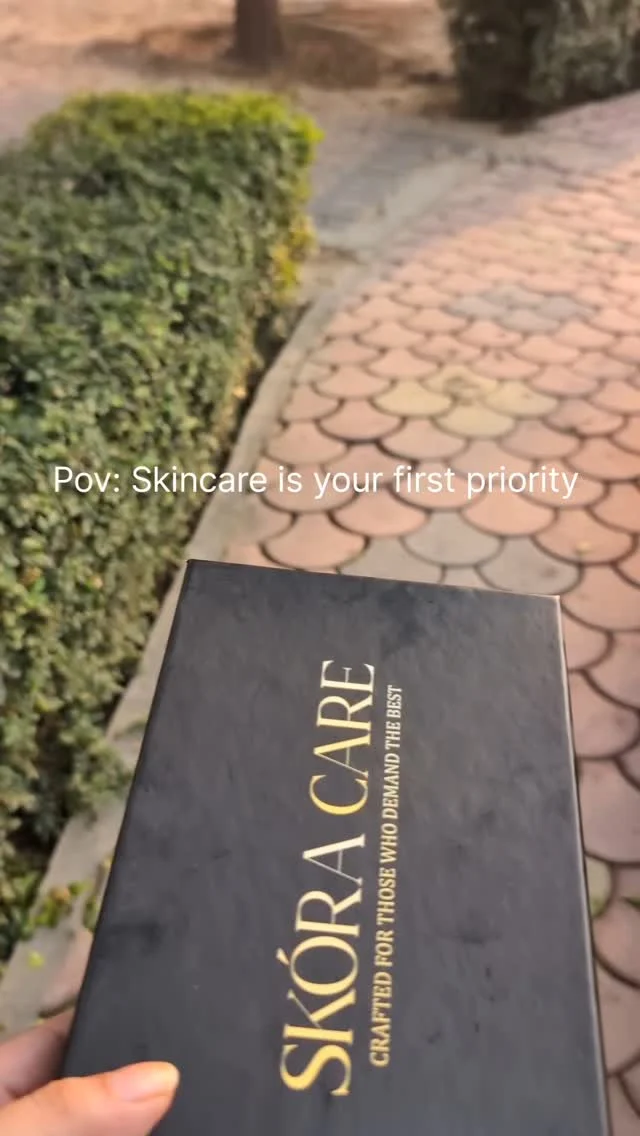 Pov: Skincare is your first priority
SKÓRA CARE
CRAFTED FOR THOSE WHO DEMAND THE BEST